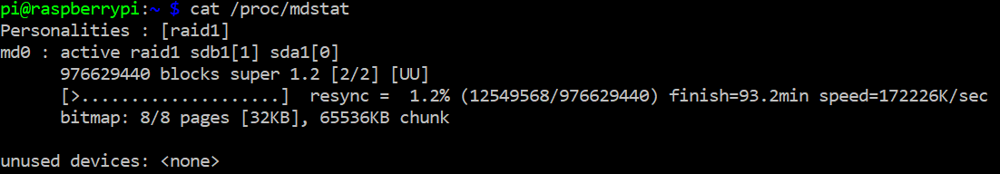 pi@raspberrypi:~ $ cat /proc/mdstat
Personalities : [raid1]
md0 : active raid1 sdb1[1] sda1[0]
      976629440 blocks super 1.2 [2/2] [UU]
      [>....................]  resync =  1.2% (12549568/976629440) finish=93.2min speed=172226K/sec
      bitmap: 8/8 pages [32KB], 65536KB chunk

unused devices: <none>